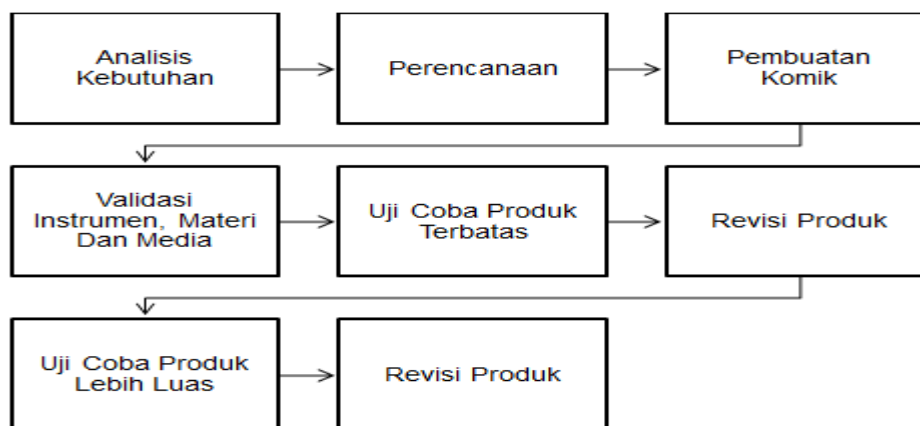 Analisis
Kebutuhan
Perencanaan
Pembuatan
Komik
Validasi
Instrumen, Materi
Dan Media
Uji Coba Produk
Terbatas
Revisi Produk
Uji Coba Produk
Lebih Luas
Revisi Produk